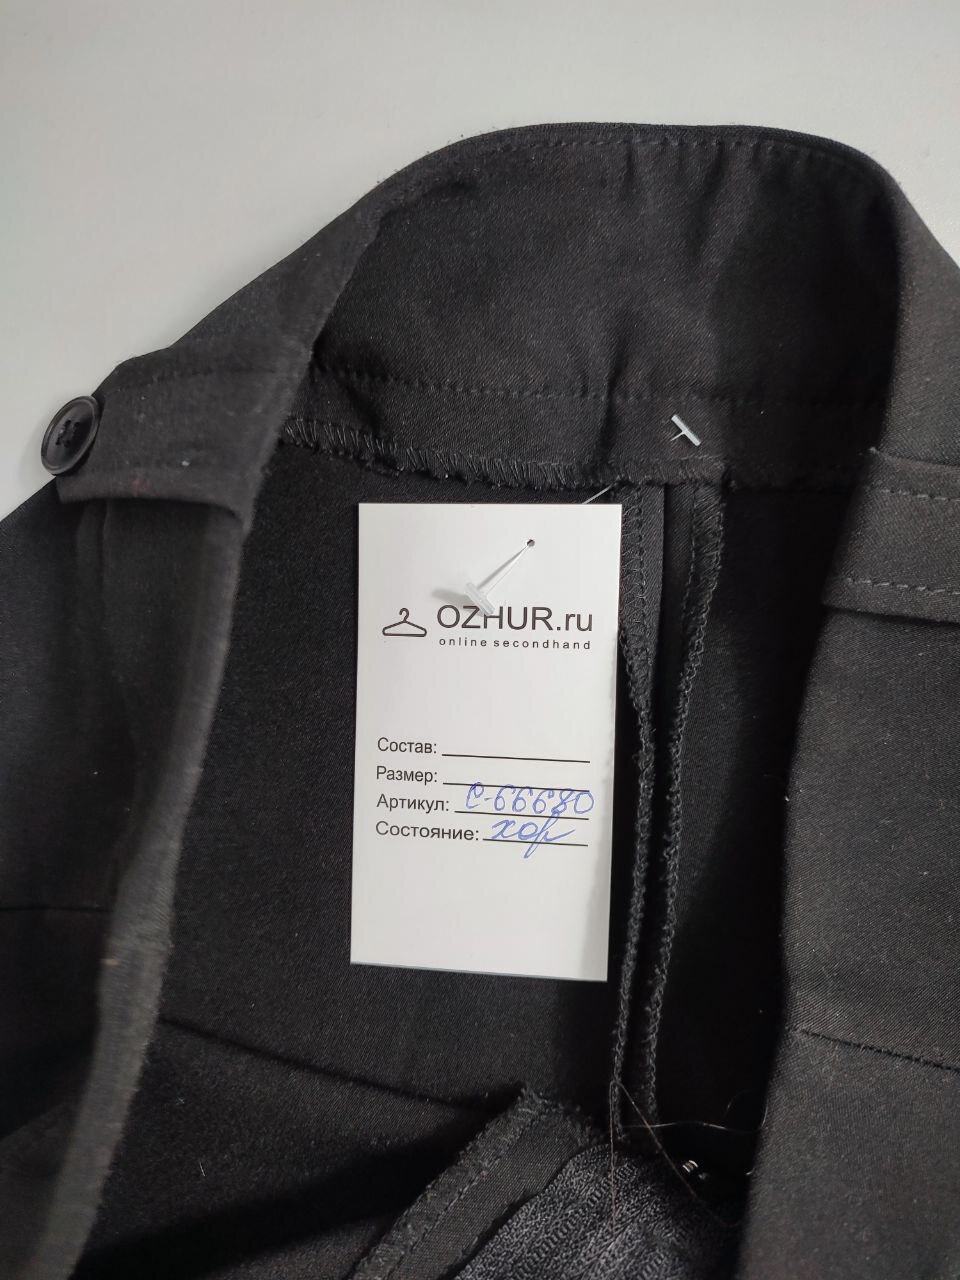 OZHUR.ru
online secondhand
Состав:
Размер:
Артикул: С-66680
Состояние: хор